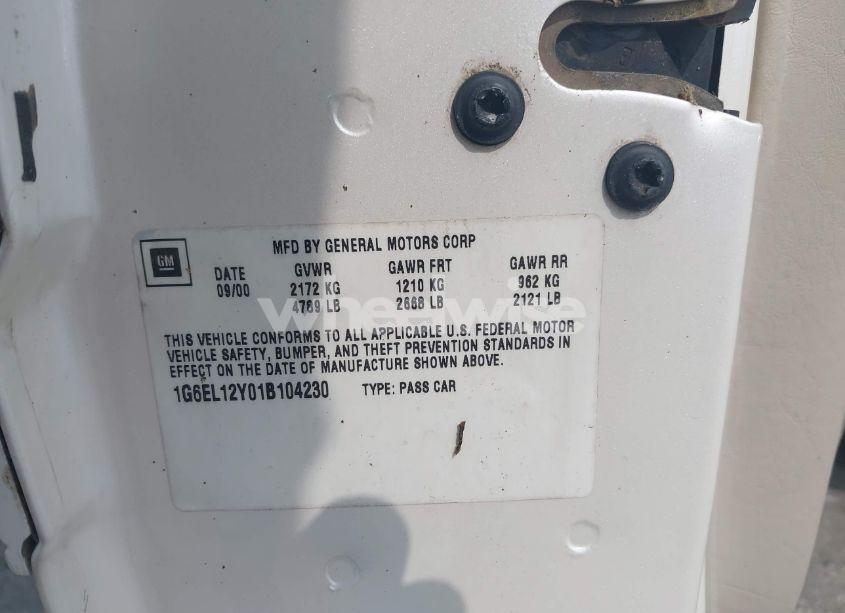 GM
MFD BY GENERAL MOTORS CORP
DATE GVWR GAWR FRT GAWR RR
09/00 2172 KG 1210 KG 962 KG
4789 LB 2668 LB 2121 LB
wheelwise
THIS VEHICLE CONFORMS TO ALL APPLICABLE U.S. FEDERAL MOTOR
VEHICLE SAFETY, BUMPER, AND THEFT PREVENTION STANDARDS IN
EFFECT ON THE DATE OF MANUFACTURE SHOWN ABOVE.
1G6EL12Y01B104230 TYPE: PASS CAR